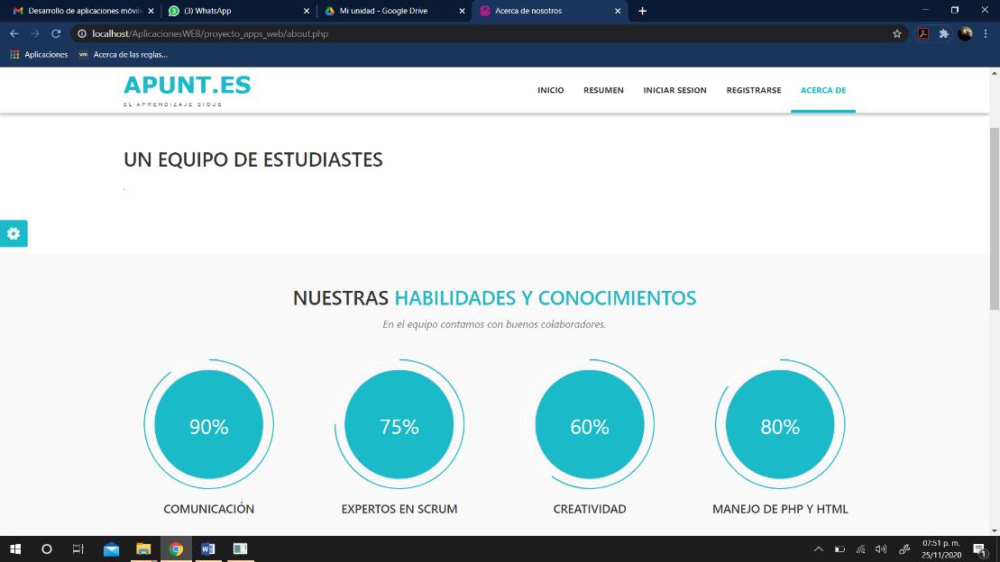 Desarrollo de aplicaciones móvile
(3) WhatsApp
Mi unidad - Google Drive
Acerca de nosotros
localhost/AplicacionesWEB/proyecto_apps_web/about.php
Aplicaciones
vm Acerca de las reglas...
APUNT.ES
EL APRENDIZAJE SIGUE
INICIO RESUMEN INICIAR SESION REGISTRARSE ACERCA DE
UN EQUIPO DE ESTUDIASTES
.
NUESTRAS HABILIDADES Y CONOCIMIENTOS
En el equipo contamos con buenos colaboradores.
90% 75% 60% 80%
COMUNICACIÓN EXPERTOS EN SCRUM CREATIVIDAD MANEJO DE PHP Y HTML
07:51 p. m.
25/11/2020
1